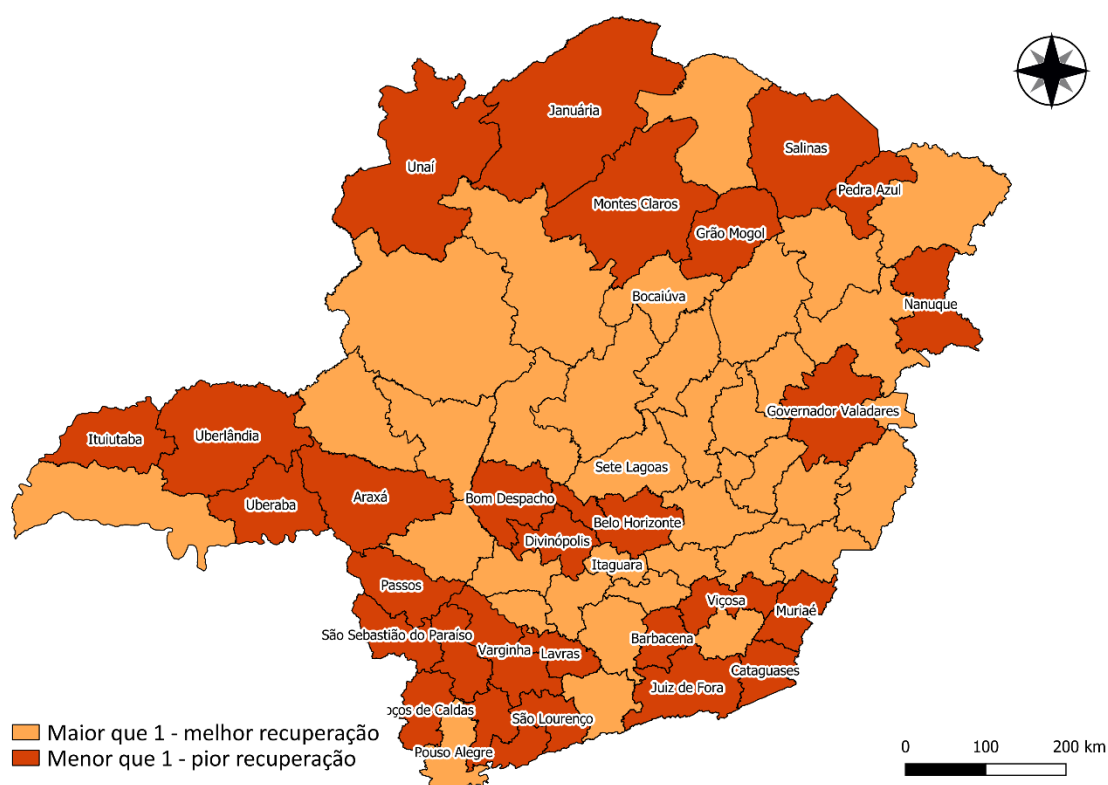 Januária
Salinas
Unaí
Pedra Azul
Montes Claros
Grão Mogol
Bocaiúva
Nanuque
Governador Valadares
Ituiutaba
Uberlândia
Sete Lagoas
Araxá
Bom Despacho
Uberaba
Belo Horizonte
Divinópolis
Itaguara
Passos
Viçosa
Muriaé
São Sebastião do Paraíso
Barbacena
Varginha
Lavras
Cataguases
Juiz de Fora
oços de Caldas
São Lourenço
Pouso Alegre
Maior que 1 - melhor recuperação
Menor que 1 - pior recuperação
0 100 200 km